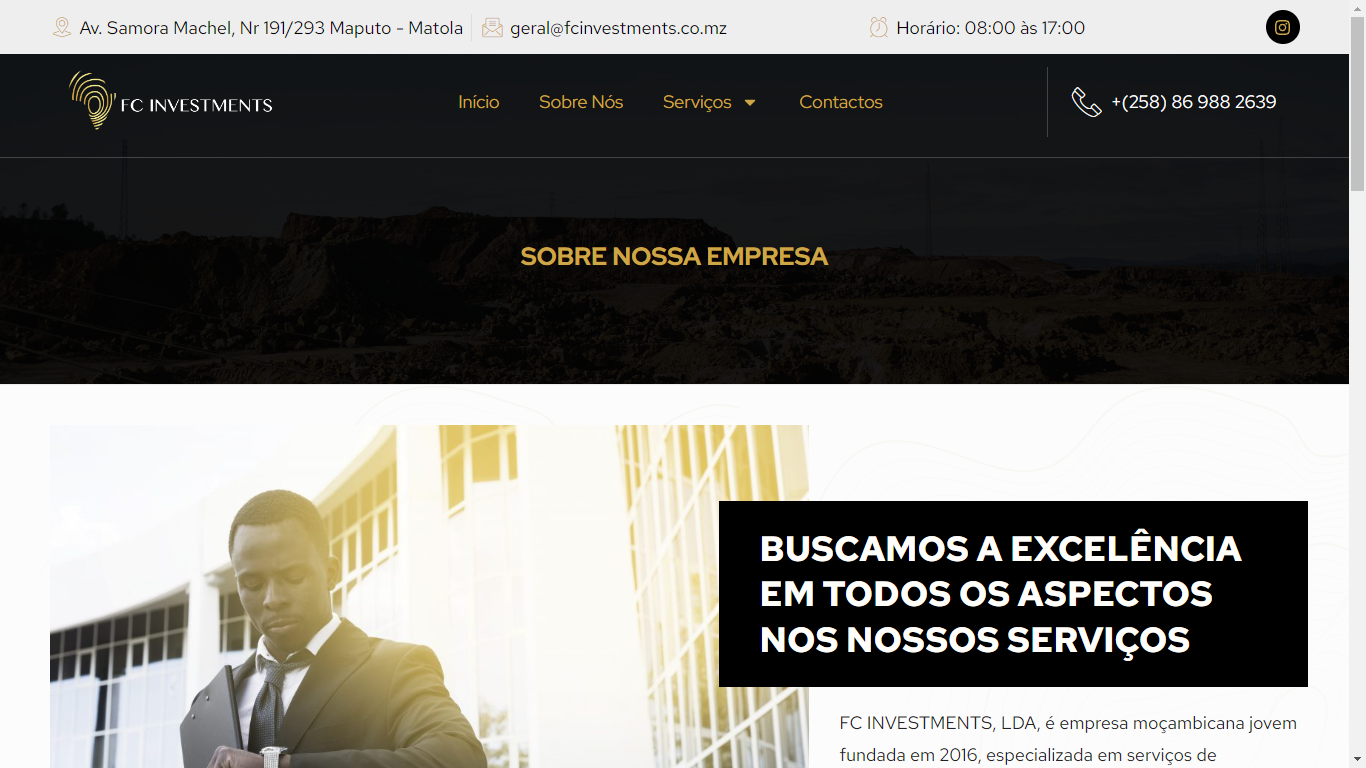 Av. Samora Machel, Nr 191/293 Maputo - Matola
geral@fcinvestments.co.mz
Horário: 08:00 às 17:00
FC INVESTMENTS
Início
Sobre Nós
Serviços
Contactos
+(258) 86 988 2639
SOBRE NOSSA EMPRESA
BUSCAMOS A EXCELÊNCIA
EM TODOS OS ASPECTOS
NOS NOSSOS SERVIÇOS
FC INVESTMENTS, LDA, é empresa moçambicana jovem
fundada em 2016, especializada em serviços de